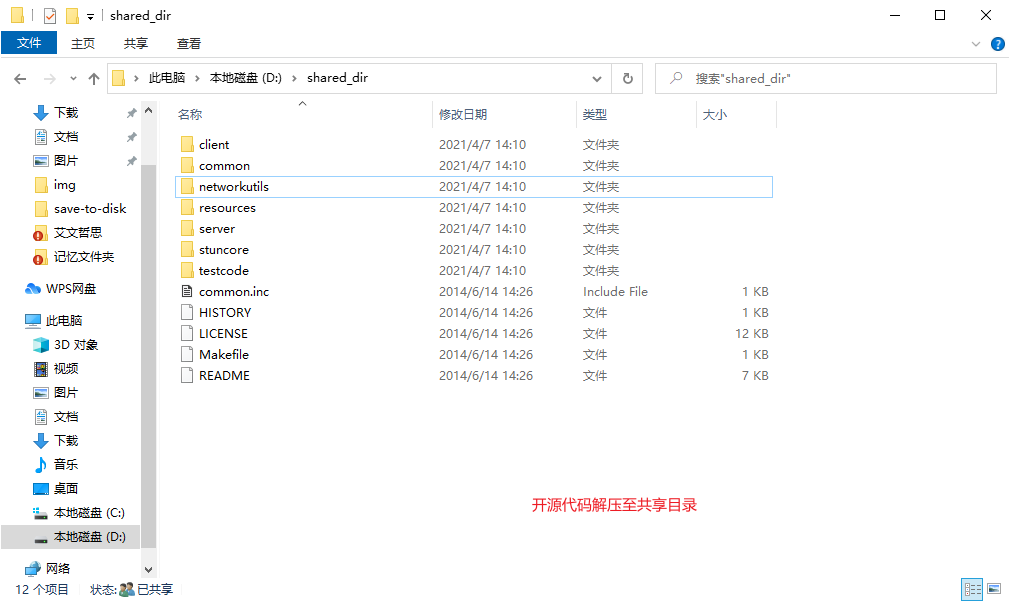 shared_dir
文件 主页 共享 查看
此电脑 本地磁盘 (D:) shared_dir 搜索"shared_dir"
下载
文档
图片
img
save-to-disk
艾文哲思
记忆文件夹
WPS网盘
此电脑
3D 对象
视频
图片
文档
下载
音乐
桌面
本地磁盘 (C:)
本地磁盘 (D:)
网络
名称 修改日期 类型 大小
client 2021/4/7 14:10 文件夹
common 2021/4/7 14:10 文件夹
networkutils 2021/4/7 14:10 文件夹
resources 2021/4/7 14:10 文件夹
server 2021/4/7 14:10 文件夹
stuncore 2021/4/7 14:10 文件夹
testcode 2021/4/7 14:10 文件夹
common.inc 2014/6/14 14:26 Include File 1 KB
HISTORY 2014/6/14 14:26 文件 1 KB
LICENSE 2014/6/14 14:26 文件 12 KB
Makefile 2014/6/14 14:26 文件 1 KB
README 2014/6/14 14:26 文件 7 KB
开源代码解压至共享目录
12 个项目 状态: 已共享